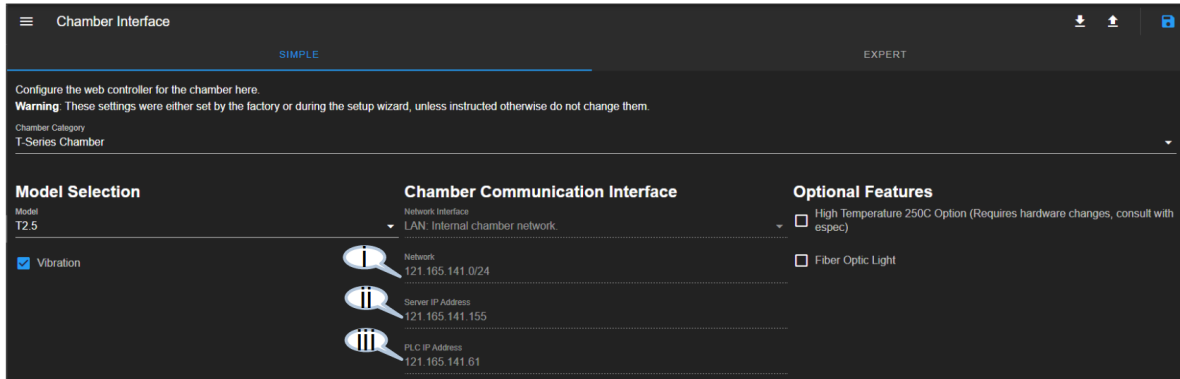 Chamber Interface
SIMPLE
EXPERT
Configure the web controller for the chamber here.
Warning: These settings were either set by the factory or during the setup wizard, unless instructed otherwise do not change them.
Chamber Category
T-Series Chamber
Model Selection
Model
T2.5
Vibration
Chamber Communication Interface
Network Interface
LAN: Internal chamber network.
i
Network
121.165.141.0/24
ii
Server IP Address
121.165.141.155
iii
PLC IP Address
121.165.141.61
Optional Features
High Temperature 250C Option (Requires hardware changes, consult with
espec)
Fiber Optic Light